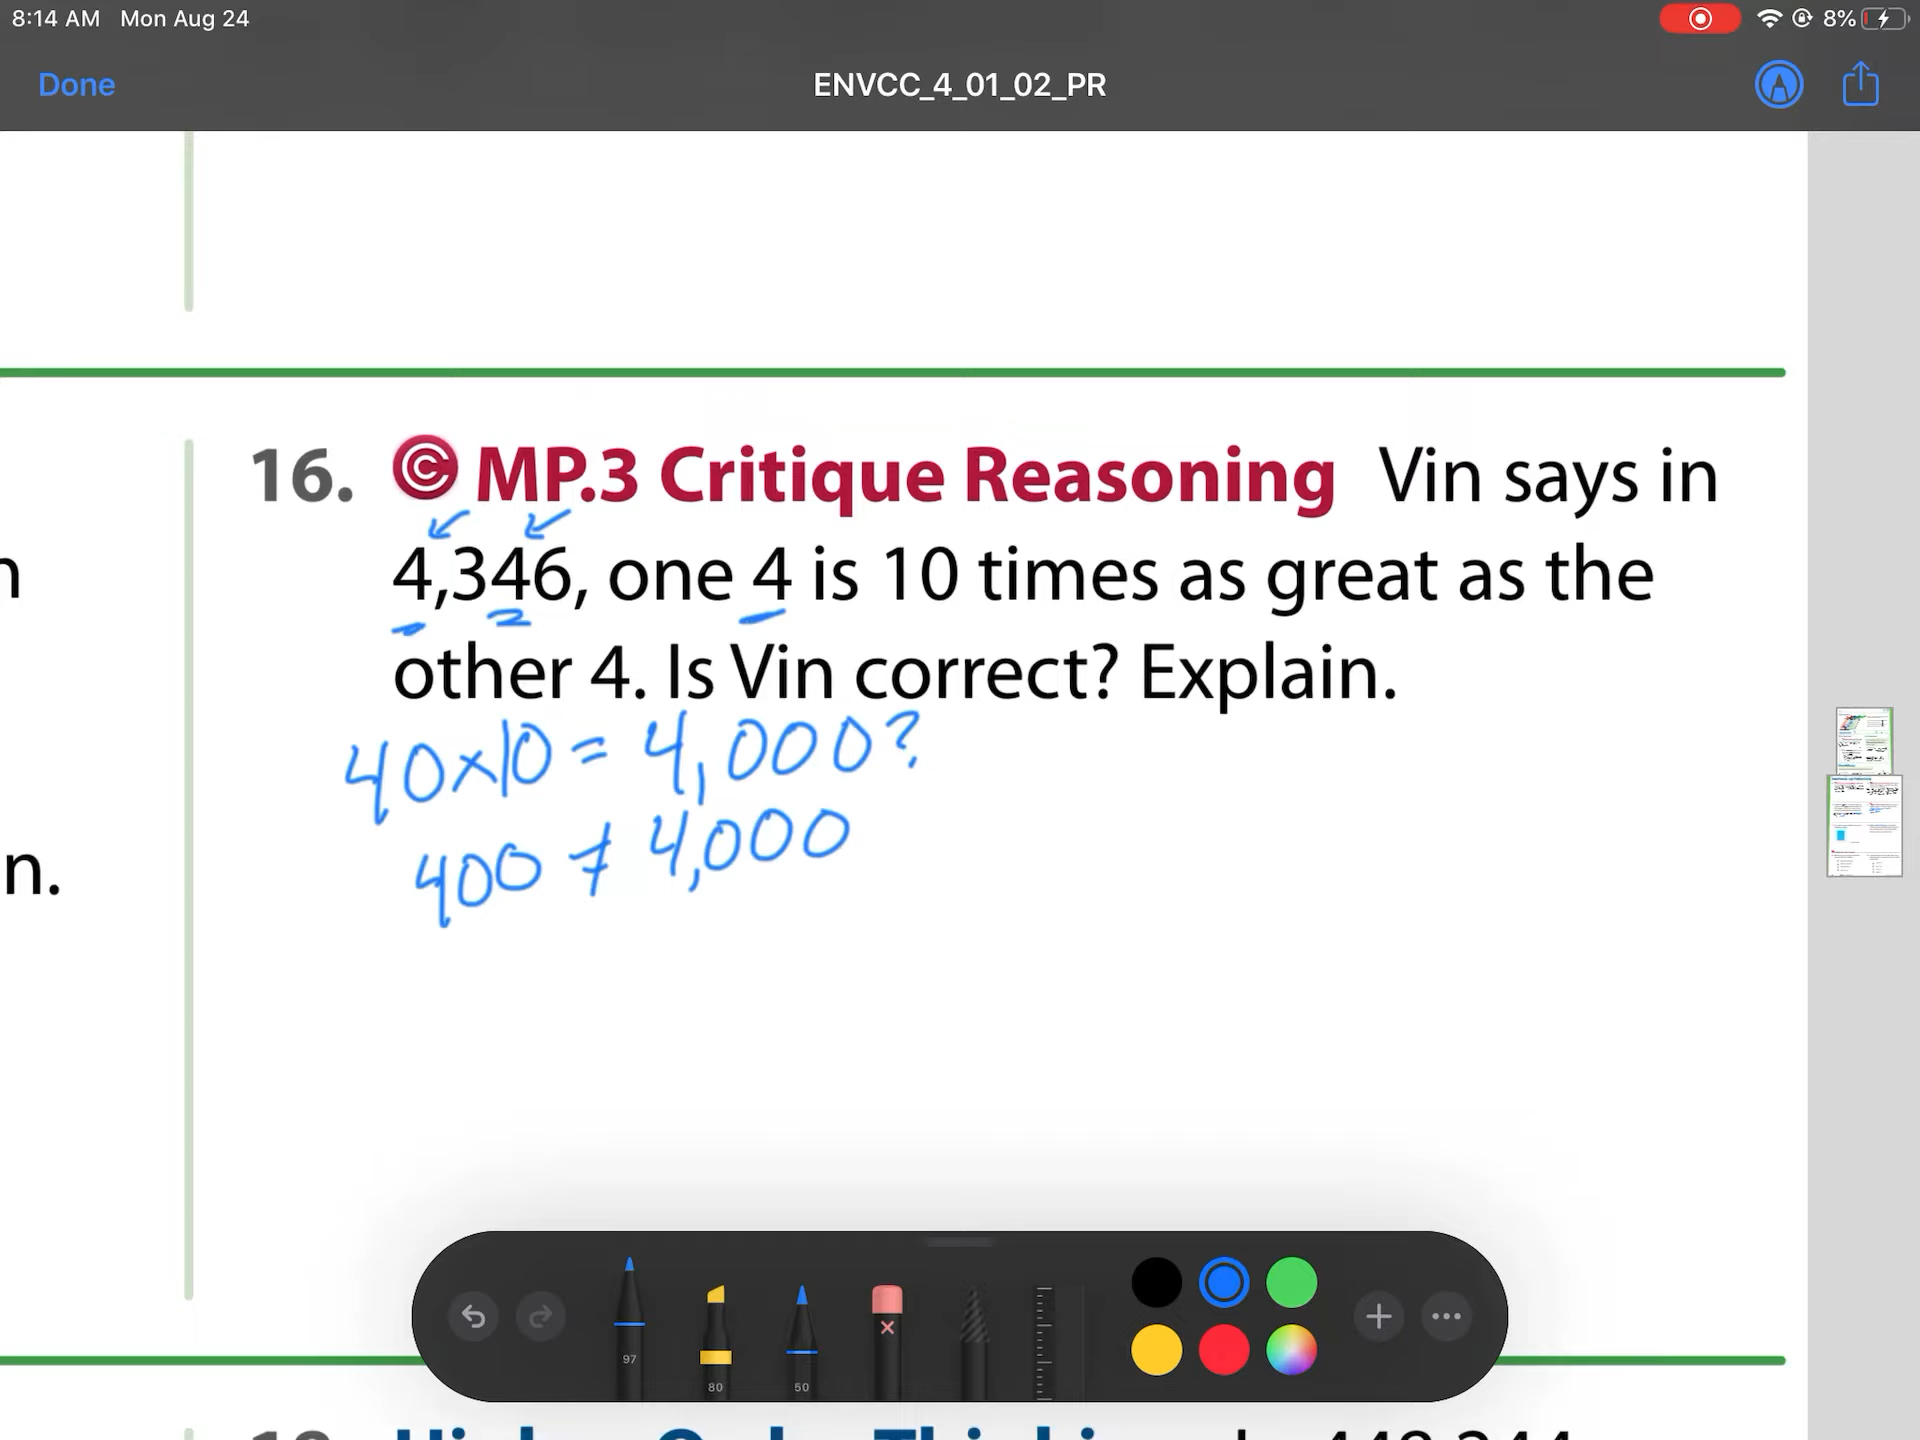 8:14 AM Mon Aug 24
8%
Done
ENVCC_4_01_02_PR
16. © MP.3 Critique Reasoning Vin says in
4,346, one 4 is 10 times as great as the
other 4. Is Vin correct? Explain.
n
n.
40×10 = 4,000?
400 ≠ 4,000
97
80
50